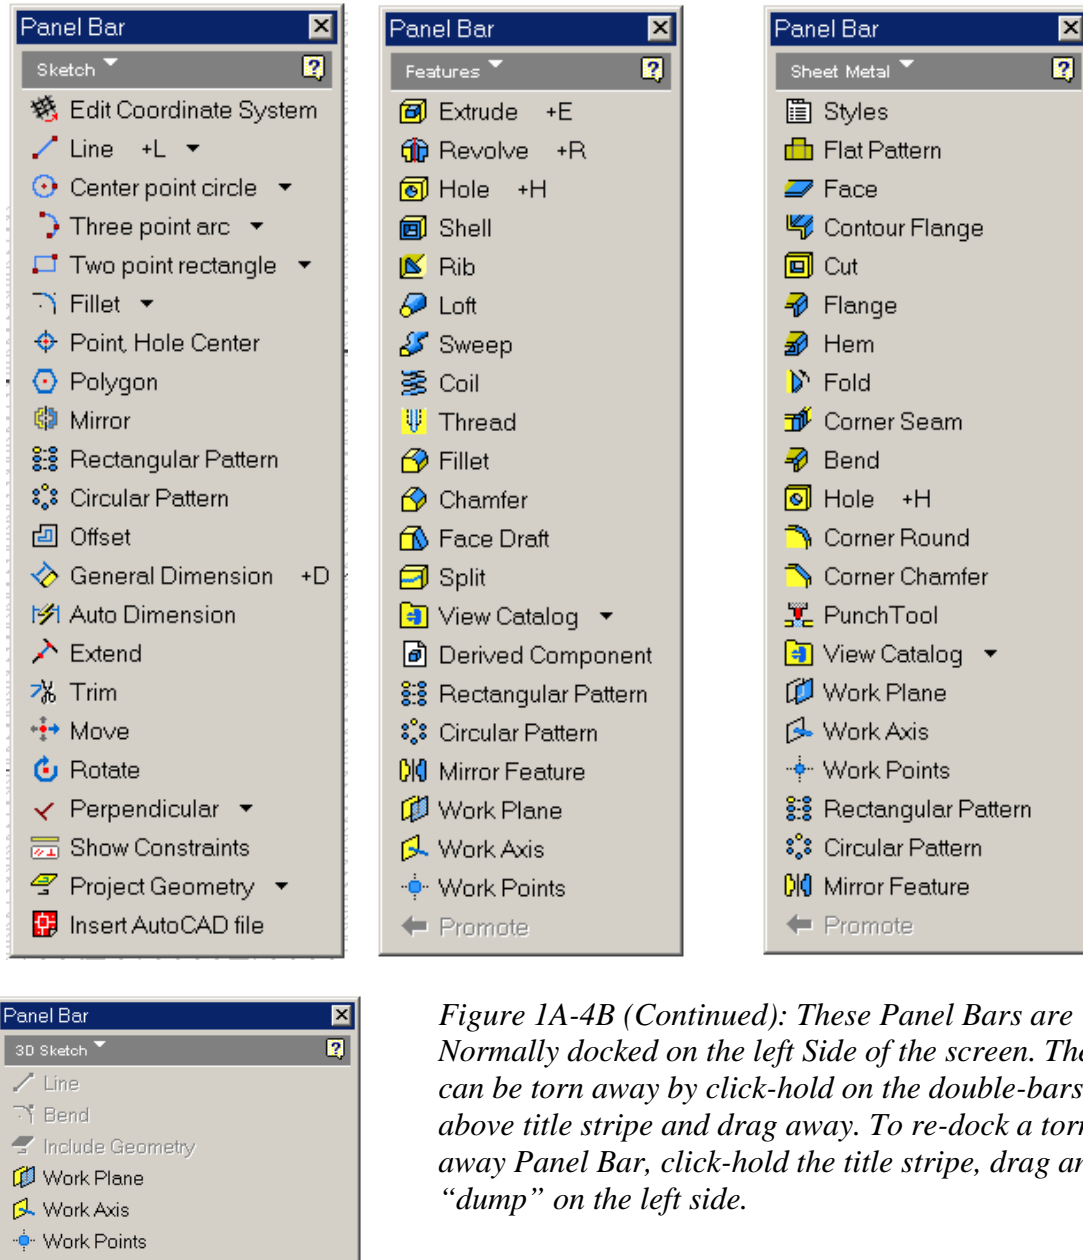 Panel Bar
Sketch
Edit Coordinate System
Line +L
Center point circle
Three point arc
Two point rectangle
Fillet
Point, Hole Center
Polygon
Mirror
Rectangular Pattern
Circular Pattern
Offset
General Dimension +D
Auto Dimension
Extend
Trim
Move
Rotate
Perpendicular
Show Constraints
Project Geometry
Insert AutoCAD file
Panel Bar
Features
Extrude +E
Revolve +R
Hole +H
Shell
Rib
Loft
Sweep
Coil
Thread
Fillet
Chamfer
Face Draft
Split
View Catalog
Derived Component
Rectangular Pattern
Circular Pattern
Mirror Feature
Work Plane
Work Axis
Work Points
Promote
Panel Bar
Sheet Metal
Styles
Flat Pattern
Face
Contour Flange
Cut
Flange
Hem
Fold
Corner Seam
Bend
Hole +H
Corner Round
Corner Chamfer
PunchTool
View Catalog
Work Plane
Work Axis
Work Points
Rectangular Pattern
Circular Pattern
Mirror Feature
Promote
Panel Bar
3D Sketch
Line
Bend
Include Geometry
Work Plane
Work Axis
Work Points
Figure 1A-4B (Continued): These Panel Bars are
Normally docked on the left Side of the screen. The
can be torn away by click-hold on the double-bars
above title stripe and drag away. To re-dock a torn
away Panel Bar, click-hold the title stripe, drag an
“dump” on the left side.